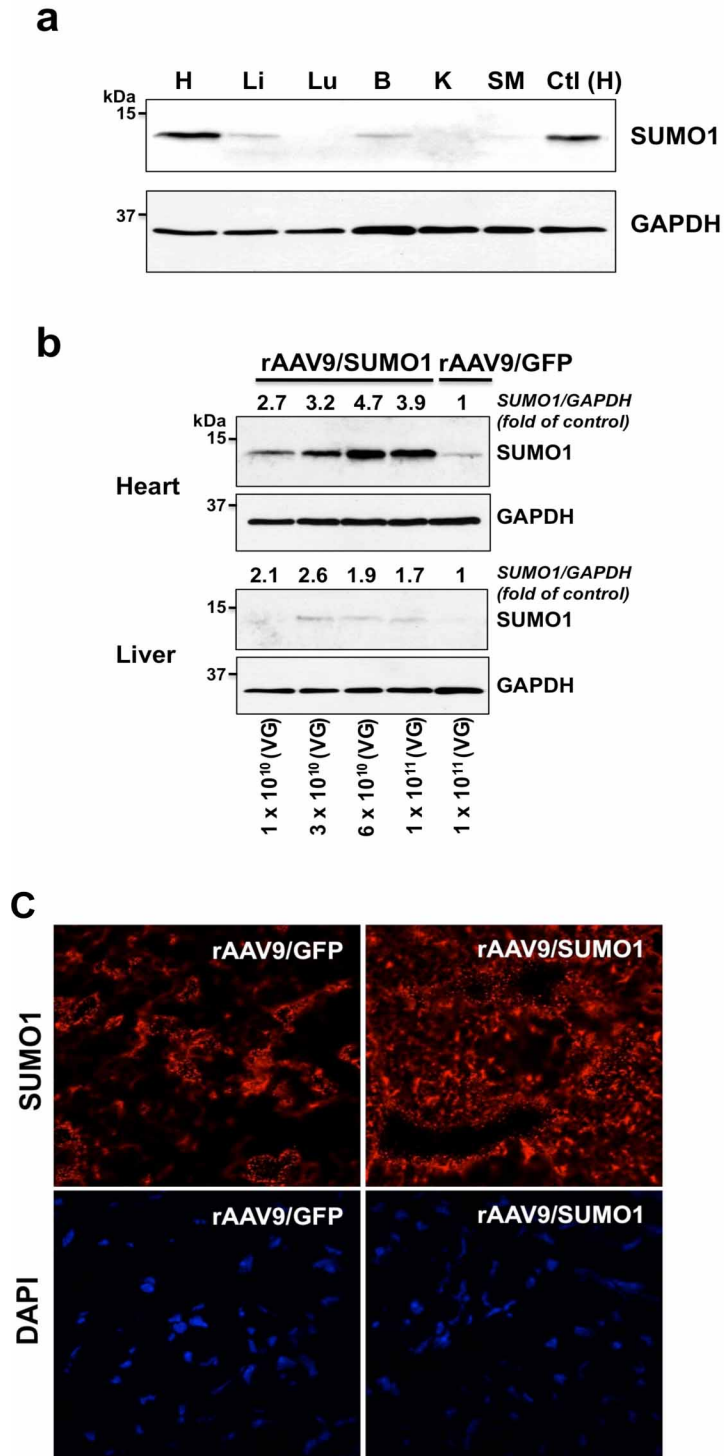 a
H Li Lu B K SM Ctl (H)
kDa
15
SUMO1
37
GAPDH
b
rAAV9/SUMO1 rAAV9/GFP
2.7 3.2 4.7 3.9 1 SUMO1/GAPDH
(fold of control)
kDa
15
SUMO1
Heart
37
GAPDH
2.1 2.6 1.9 1.7 1 SUMO1/GAPDH
(fold of control)
15
SUMO1
Liver
37
GAPDH
1 x 10¹⁰ (VG)
3 x 10¹⁰ (VG)
6 x 10¹⁰ (VG)
1 x 10¹¹ (VG)
1 x 10¹¹ (VG)
c
SUMO1
rAAV9/GFP
rAAV9/SUMO1
DAPI
rAAV9/GFP
rAAV9/SUMO1